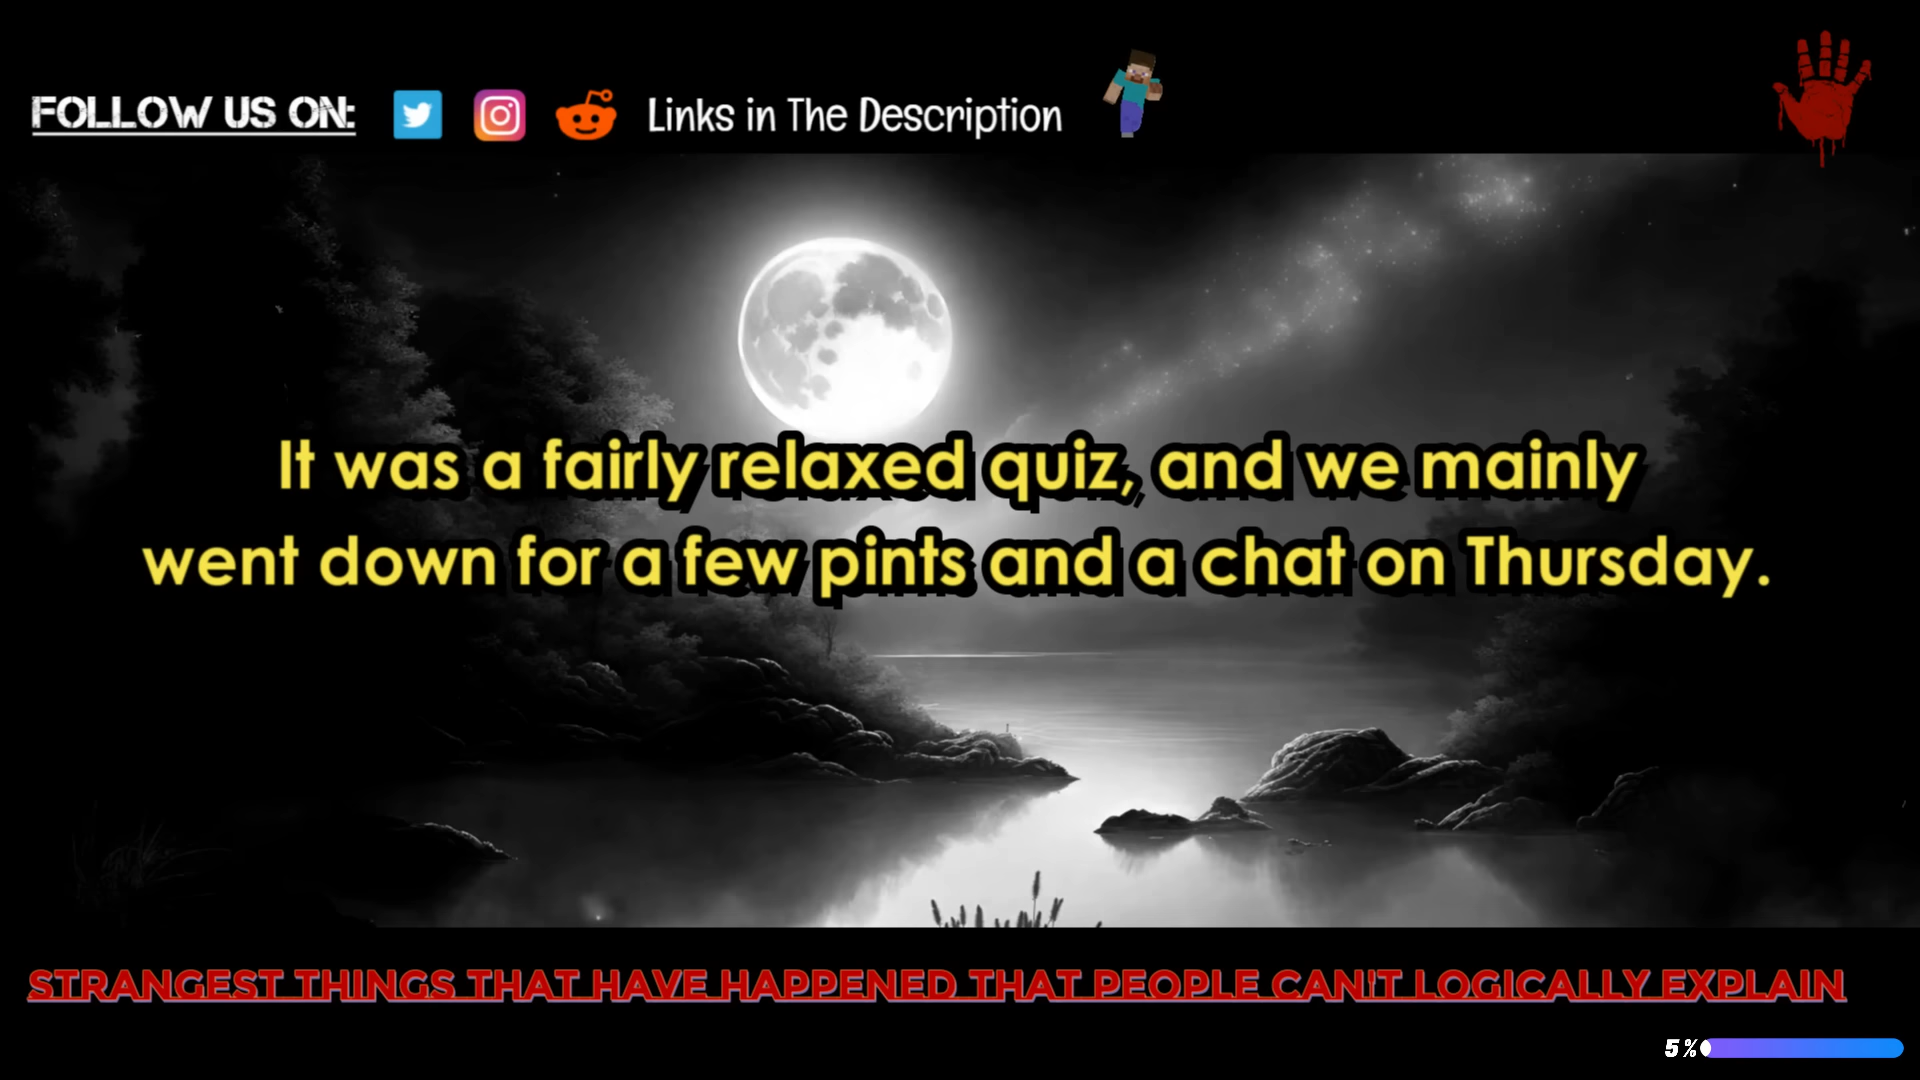 FOLLOW US ON:
Links in The Description
It was a fairly relaxed quiz, and we mainly
went down for a few pints and a chat on Thursday.
STRANGEST THINGS THAT HAVE HAPPENED THAT PEOPLE CAN'T LOGICALLY EXPLAIN
5%